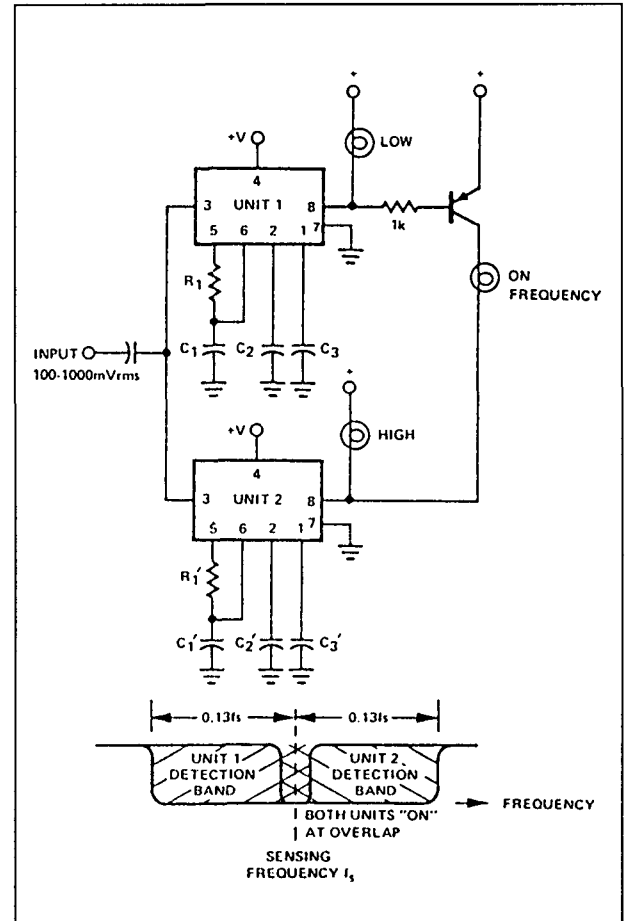 +
+
LOW
+V
4
3
UNIT 1
8
7
5
6
2
1
1k
R1
ON
FREQUENCY
C1
C2
C3
INPUT
100-1000mVrms
+
HIGH
+V
4
3
UNIT 2
8
7
5
6
2
1
R1'
C1'
C2'
C3'
0.13fs
0.13fs
UNIT 1
DETECTION
BAND
UNIT 2
DETECTION
BAND
FREQUENCY
BOTH UNITS "ON"
AT OVERLAP
SENSING
FREQUENCY fs